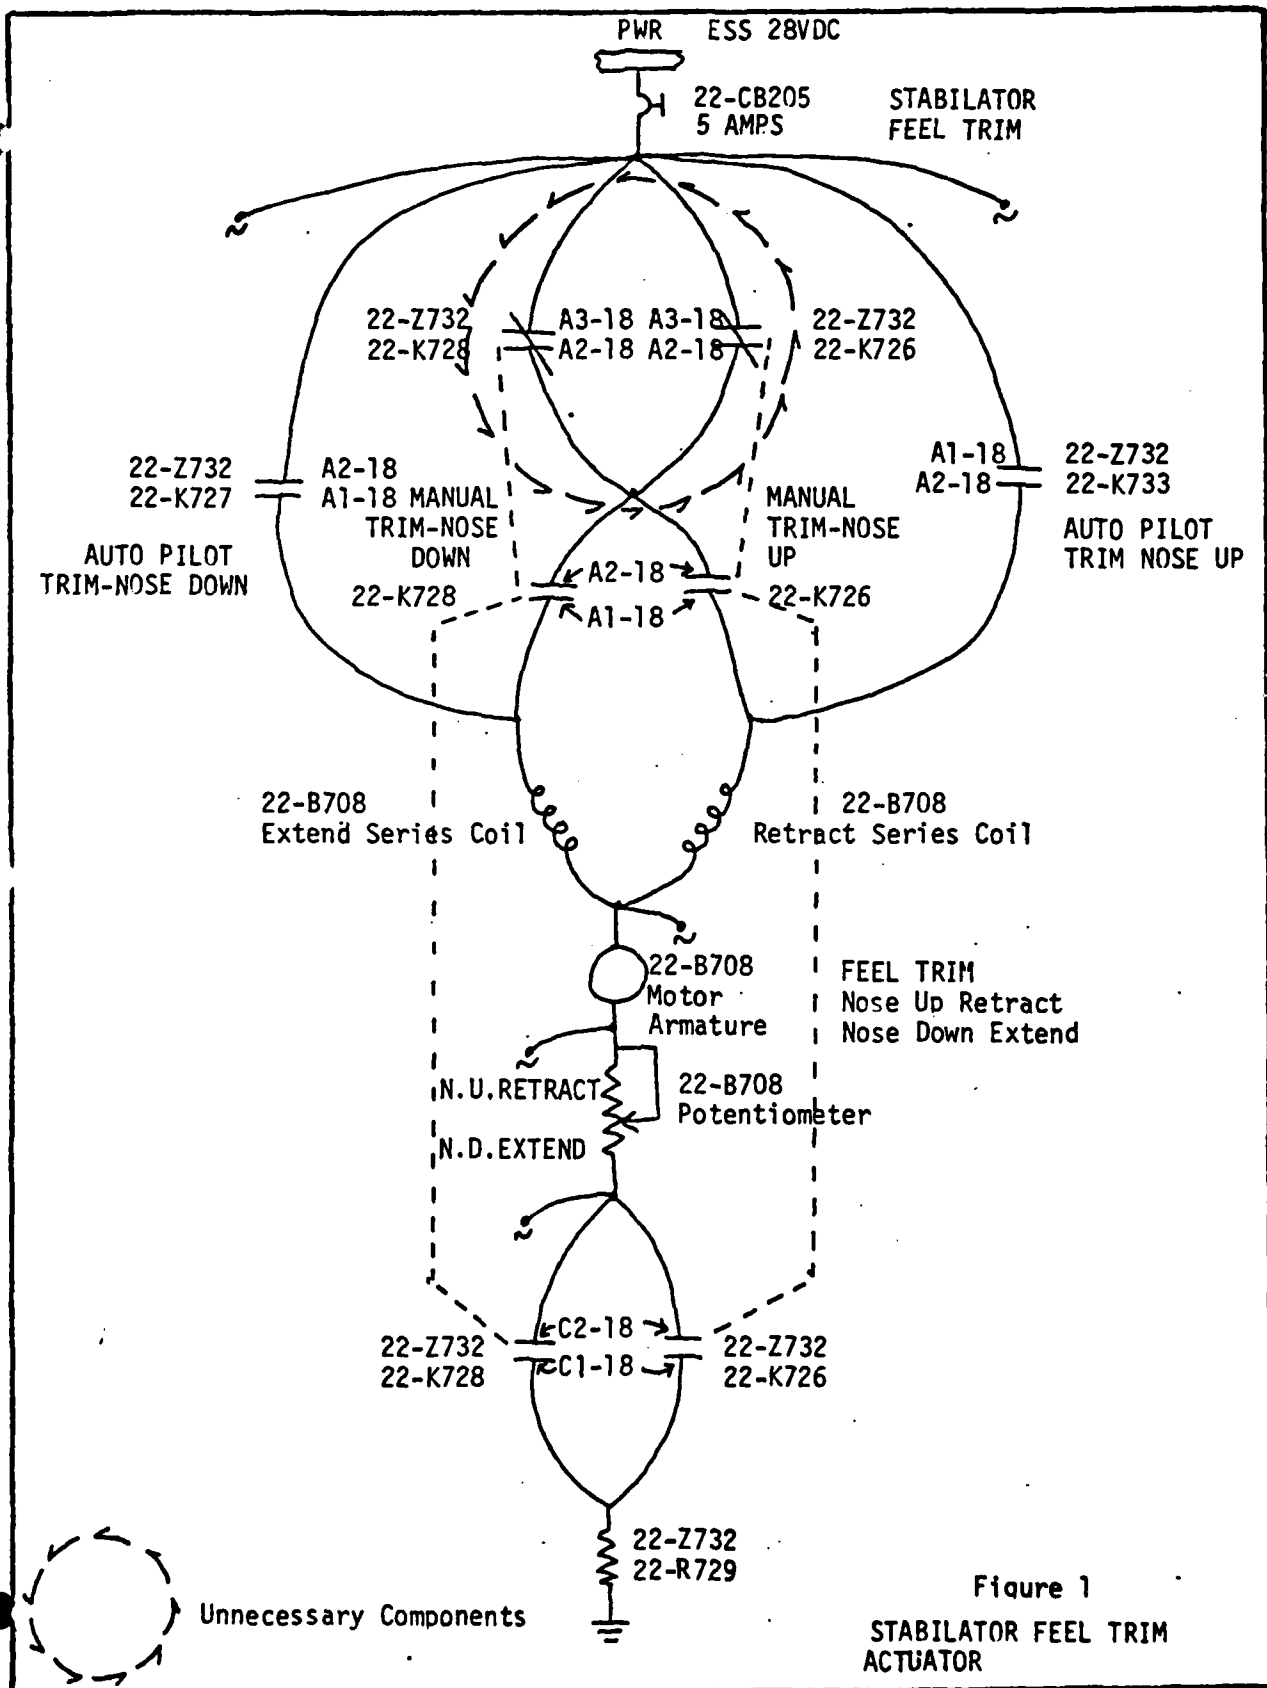 PWR ESS 28VDC
22-CB205
5 AMPS
STABILATOR
FEEL TRIM
22-Z732
22-K728
A3-18 A3-18
A2-18 A2-18
22-Z732
22-K726
22-Z732
22-K727
A2-18
A1-18
AUTO PILOT
TRIM-NOSE DOWN
MANUAL
TRIM-NOSE
DOWN
MANUAL
TRIM-NOSE
UP
A1-18
A2-18
22-Z732
22-K733
AUTO PILOT
TRIM NOSE UP
22-K728
A2-18
A1-18
22-K726
22-B708
Extend Series Coil
22-B708
Retract Series Coil
22-B708
Motor
Armature
FEEL TRIM
Nose Up Retract
Nose Down Extend
N.U.RETRACT
N.D.EXTEND
22-B708
Potentiometer
22-Z732
22-K728
C2-18
C1-18
22-Z732
22-K726
22-Z732
22-R729
Unnecessary Components
Figure 1
STABILATOR FEEL TRIM
ACTUATOR